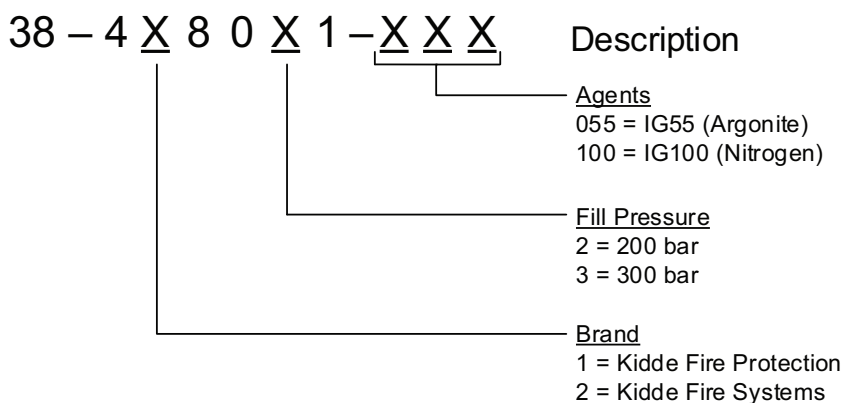 38 – 4 X 8 0 X 1 – X X X Description
Agents
055 = IG55 (Argonite)
100 = IG100 (Nitrogen)
Fill Pressure
2 = 200 bar
3 = 300 bar
Brand
1 = Kidde Fire Protection
2 = Kidde Fire Systems